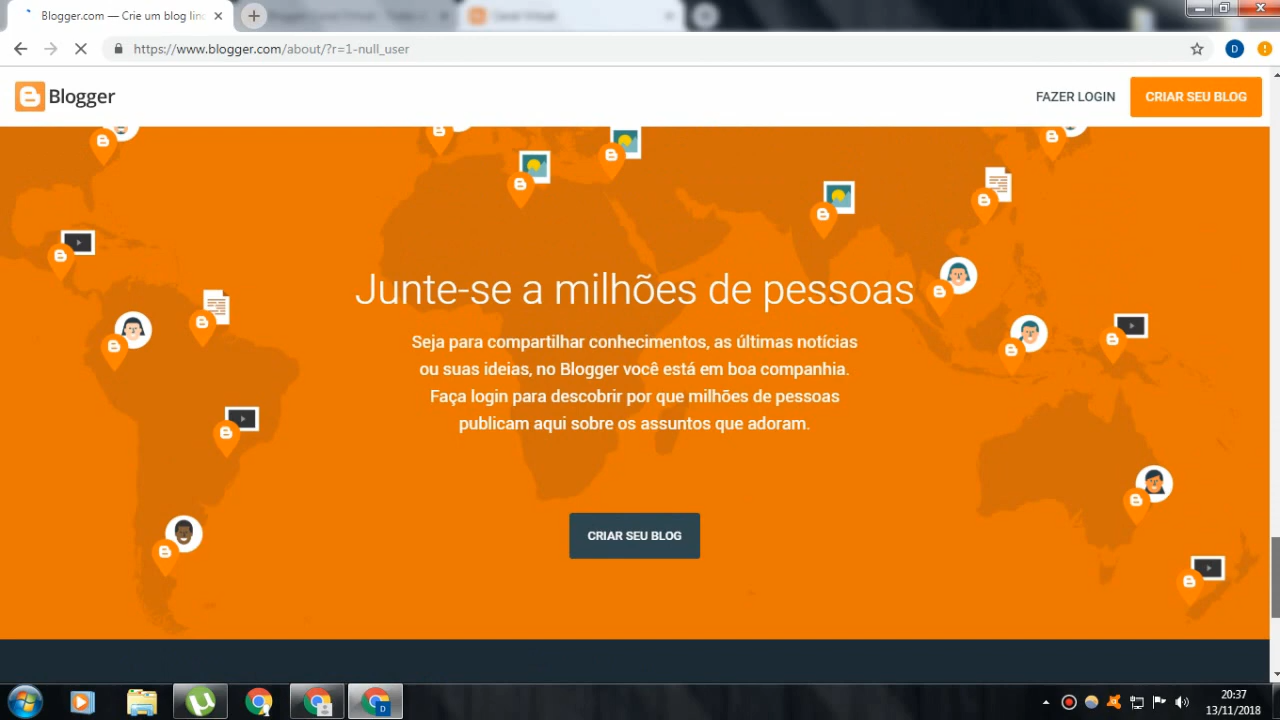 Blogger.com — Crie um blog lin
https://www.blogger.com/about/?r=1-null_user
D
Blogger
FAZER LOGIN
CRIAR SEU BLOG
Junte-se a milhões de pessoas
Seja para compartilhar conhecimentos, as últimas notícias
ou suas ideias, no Blogger você está em boa companhia.
Faça login para descobrir por que milhões de pessoas
publicam aqui sobre os assuntos que adoram.
CRIAR SEU BLOG
D
20:37
13/11/2018